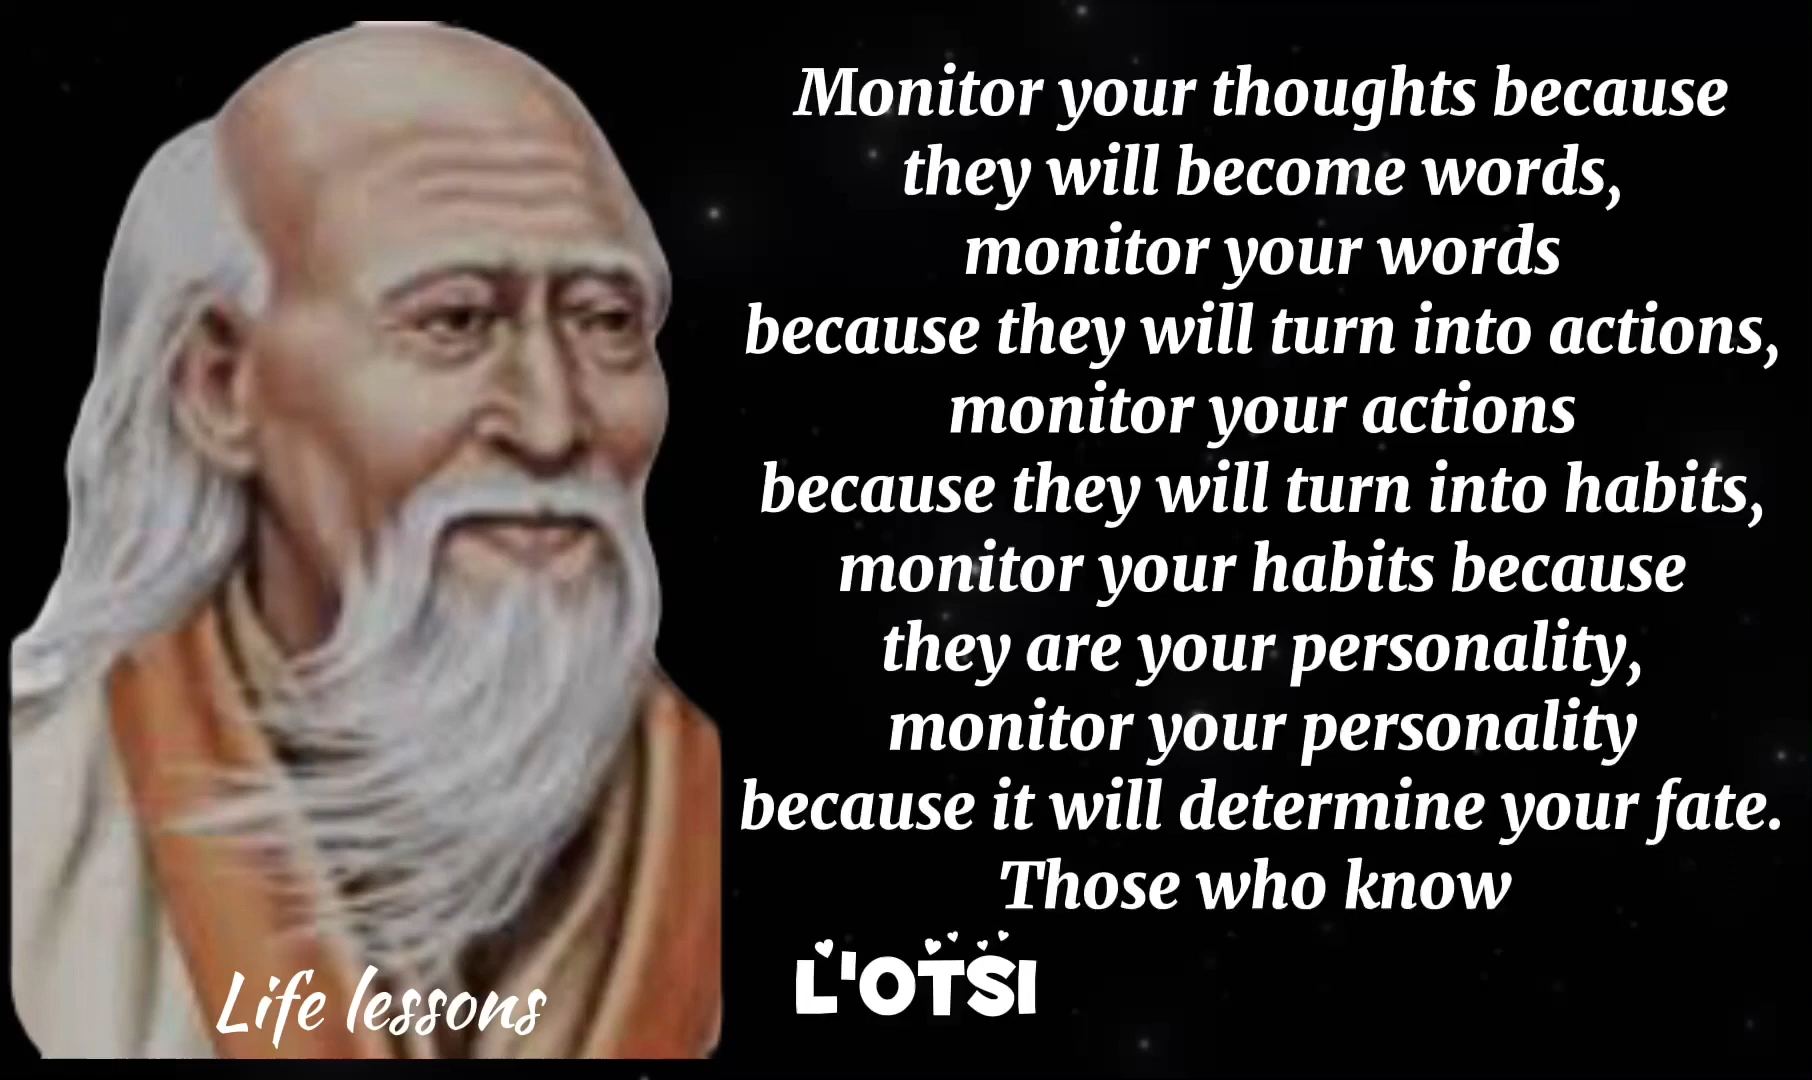 Monitor your thoughts because
they will become words,
monitor your words
because they will turn into actions,
monitor your actions
because they will turn into habits,
monitor your habits because
they are your personality,
monitor your personality
because it will determine your fate.
Those who know
L'OTSI
Life lessons